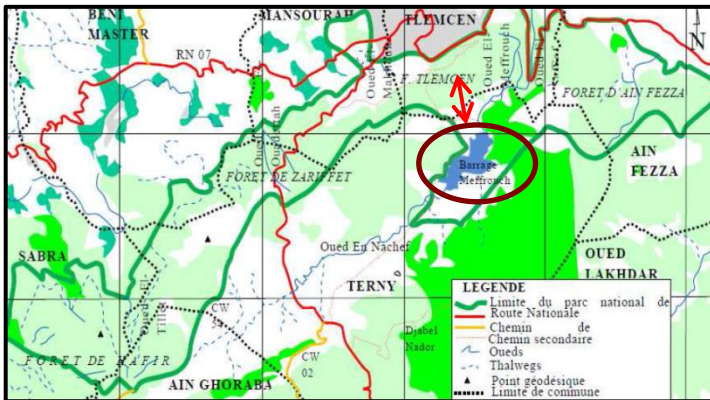 BENI
MASTER
MANSOURAH
TLEMCEN
N
RN 07
F. TLEMCEN
Oued El-
Meffrouch
FORET D'AIN FEZZA
FORET DE ZARIFFET
Barrage
Meffrouch
AIN
FEZZA
SABRA
Oued En Nachef
OUED
LAKHDAR
TERNY
CW
Djabel
Nador
FORET DE HAFIR
AIN GHORABA
CW
02
LEGENDE
Limite du parc national de
Route Nationale
Chemin de
Chemin secondaire
Oueds
Thalwegs
Point géodésique
Limite de commune